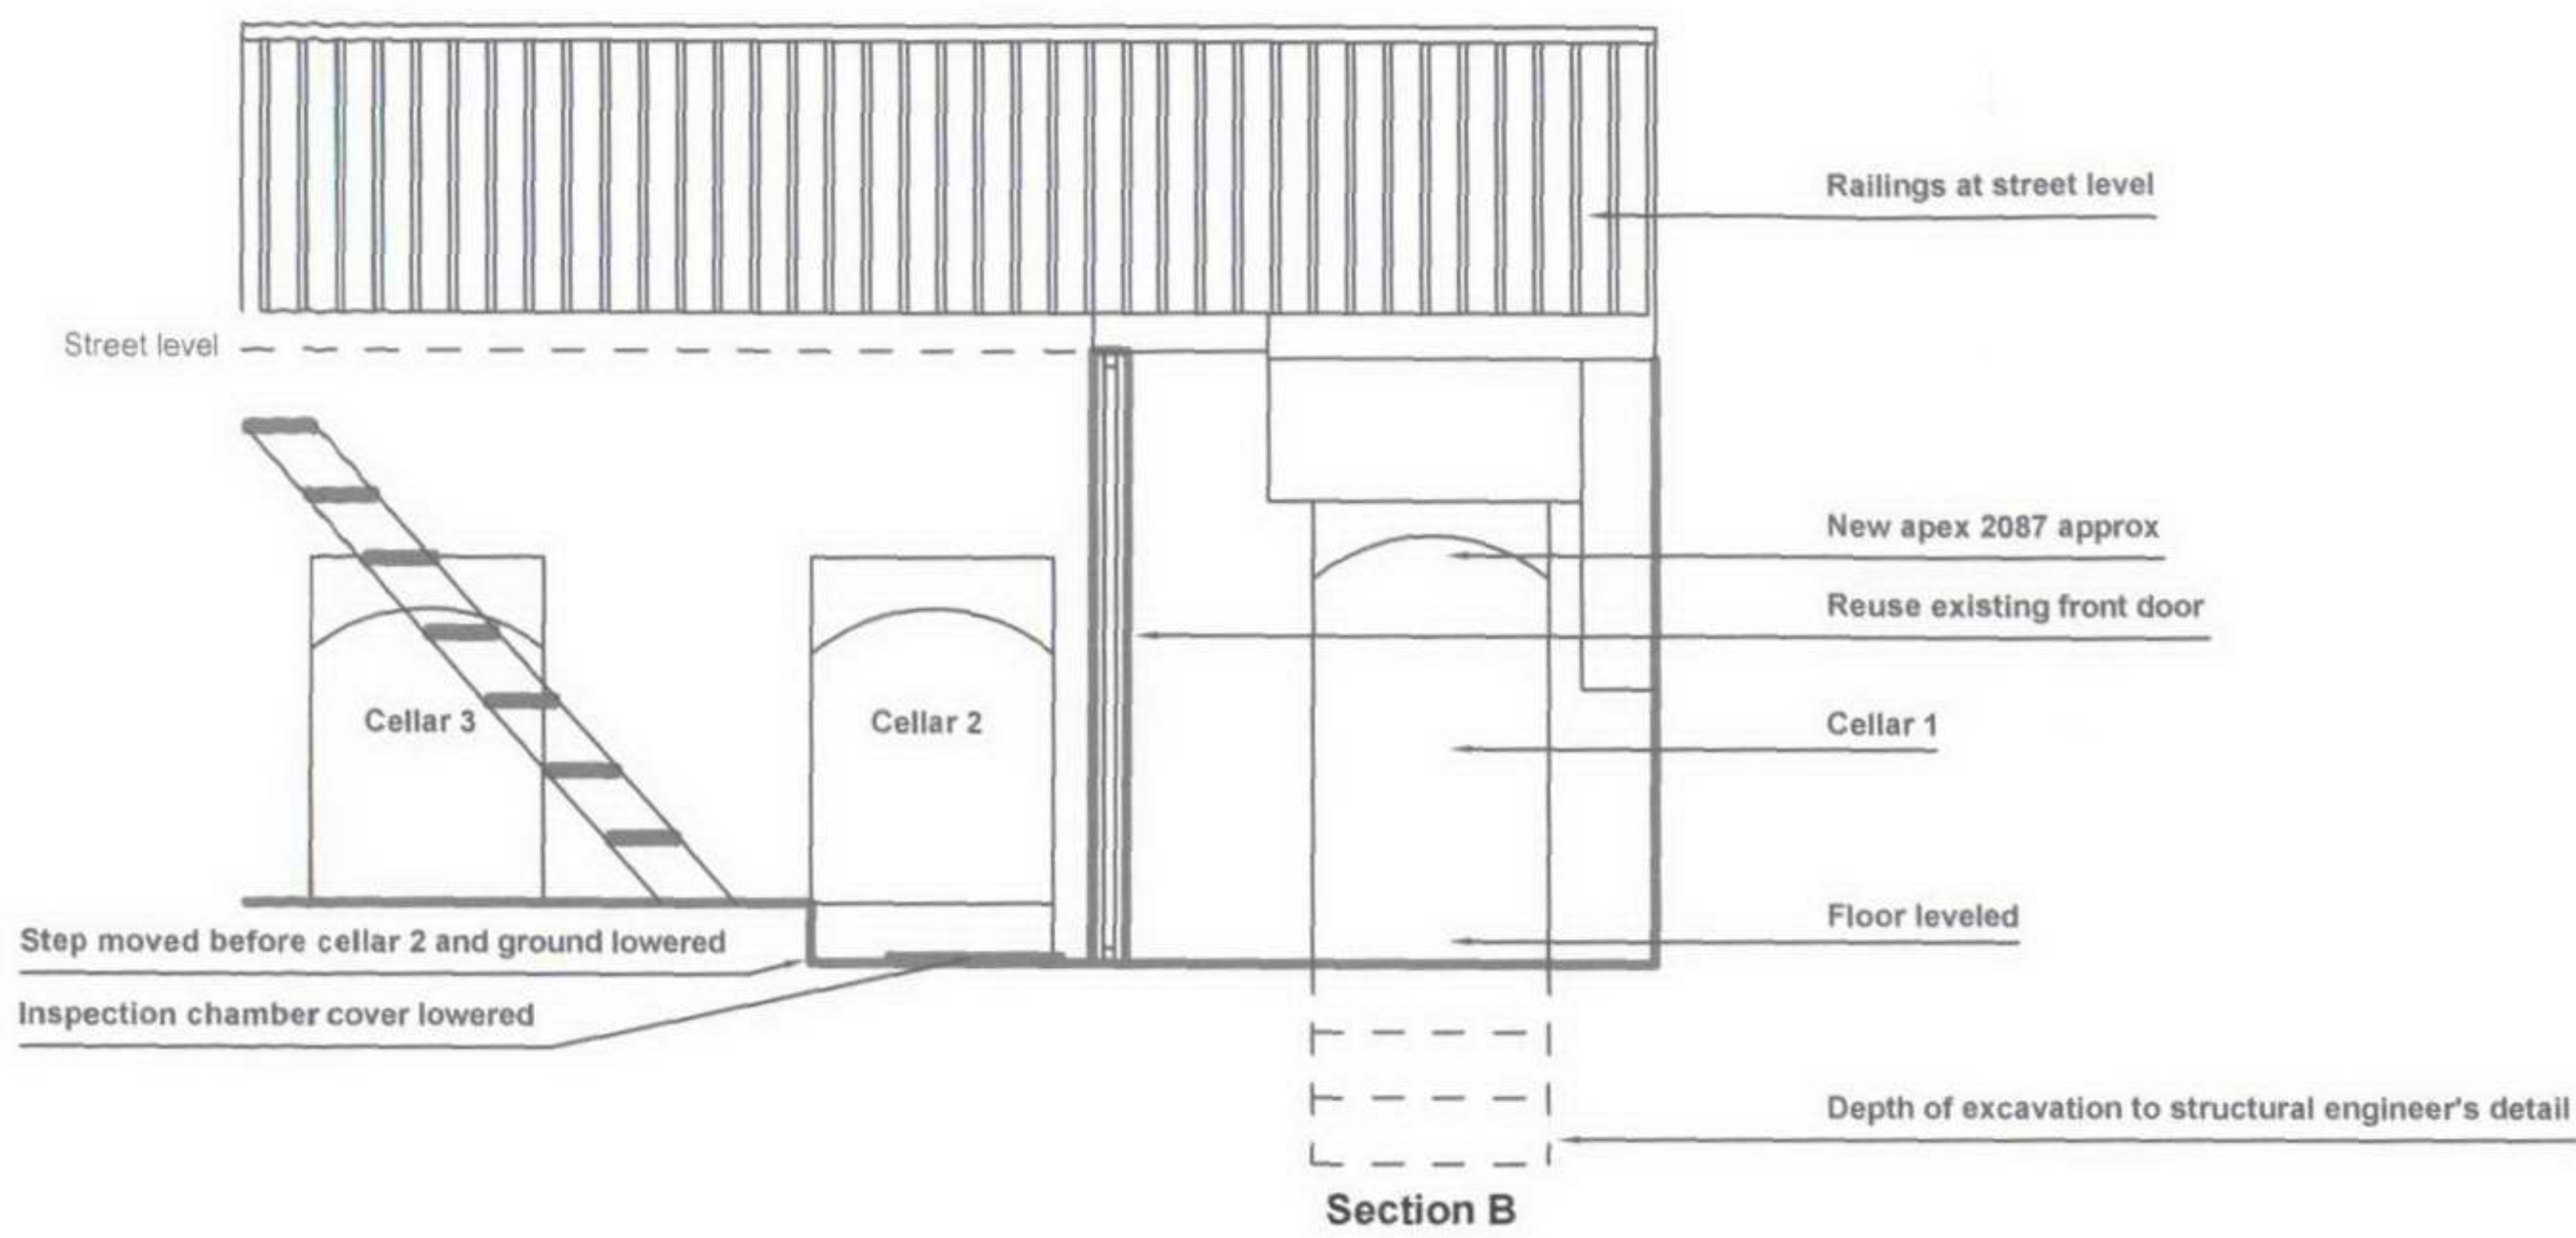 Railings at street level
Street level
New apex 2087 approx
Reuse existing front door
Cellar 3
Cellar 2
Cellar 1
Floor leveled
Step moved before cellar 2 and ground lowered
Inspection chamber cover lowered
Depth of excavation to structural engineer's detail
Section B